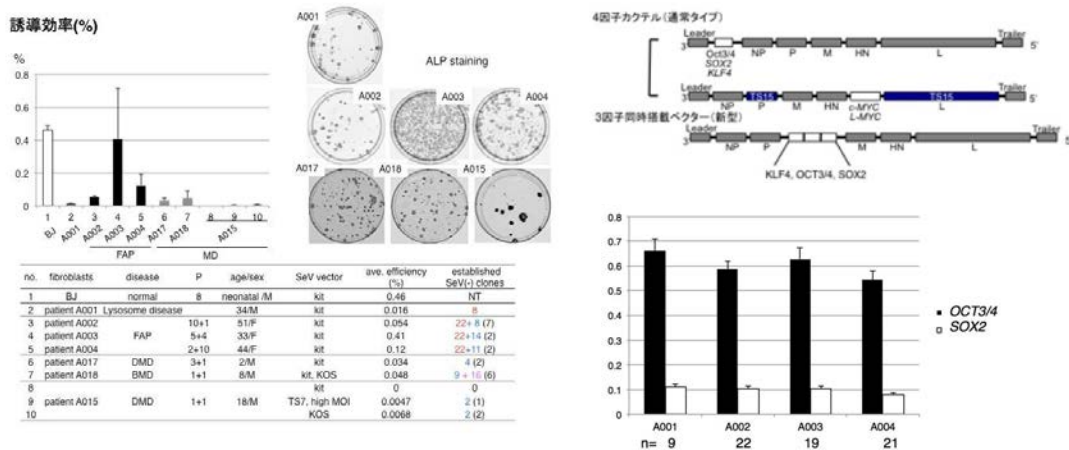 誘導効率(%)
%
0.8
0.6
0.4
0.2
0
1 2 3 4 5 6 7 8 9 10
BJ A001 A002 A003 A004 A017 A018 A015
FAP MD
A001
ALP staining
A002 A003 A004
A017 A018 A015
no. fibroblasts disease P age/sex SeV vector ave. efficiency (%) established SeV(-) clones
1 BJ normal 8 neonatal /M kit 0.46 NT
2 patient A001 Lysosome disease 34/M kit 0.016 8
3 patient A002 10+1 51/F kit 0.054 22+ 8 (7)
4 patient A003 FAP 5+4 33/F kit 0.41 22+14 (2)
5 patient A004 2+10 44/F kit 0.12 22+11 (2)
6 patient A017 DMD 3+1 2/M kit 0.034 4 (2)
7 patient A018 BMD 1+1 8/M kit, KOS 0.048 9 + 16 (6)
8 kit 0 0
9 patient A015 DMD 1+1 18/M TS7, high MOI 0.0047 2 (1)
10 KOS 0.0068 2 (2)
4因子カクテル(通常タイプ)
Leader Trailer
3' 5'
NP P M HN L
Oct3/4
SOX2
KLF4
TS15 TS15
NP P M HN L
c-MYC
L-MYC
3因子同時搭載ベクター(新型)
Leader Trailer
3' 5'
NP P M HN L
KLF4, OCT3/4, SOX2
0.8
0.7
0.6
0.5
0.4
0.3
0.2
0.1
0
OCT3/4
SOX2
A001 A002 A003 A004
n= 9 22 19 21